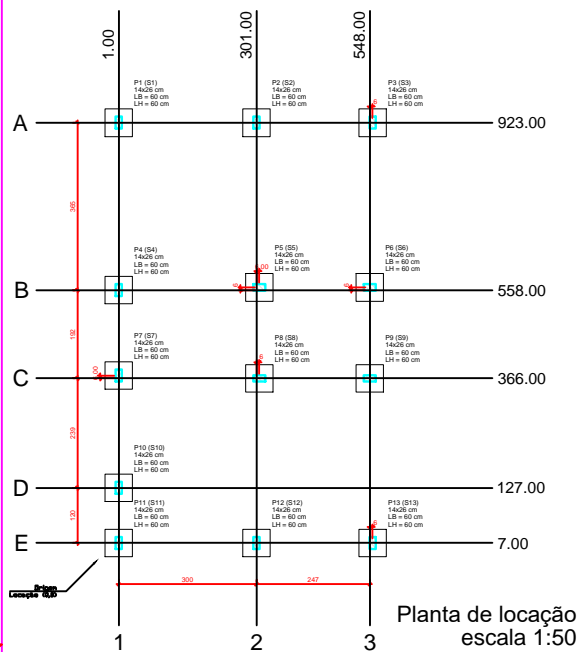 1.00
301.00
548.00
P1 (S1)
14x26 cm
LB = 60 cm
LH = 60 cm
P2 (S2)
14x26 cm
LB = 60 cm
LH = 60 cm
P3 (S3)
14x26 cm
LB = 60 cm
LH = 60 cm
6
A
923.00
365
P4 (S4)
14x26 cm
LB = 60 cm
LH = 60 cm
P5 (S5)
14x26 cm
LB = 60 cm
LH = 60 cm
P6 (S6)
14x26 cm
LB = 60 cm
LH = 60 cm
6
6
B
558.00
192
P7 (S7)
14x26 cm
LB = 60 cm
LH = 60 cm
P8 (S8)
14x26 cm
LB = 60 cm
LH = 60 cm
P9 (S9)
14x26 cm
LB = 60 cm
LH = 60 cm
6
C
366.00
239
P10 (S10)
14x26 cm
LB = 60 cm
LH = 60 cm
D
127.00
120
P11 (S11)
14x26 cm
LB = 60 cm
LH = 60 cm
P12 (S12)
14x26 cm
LB = 60 cm
LH = 60 cm
P13 (S13)
14x26 cm
LB = 60 cm
LH = 60 cm
6
E
7.00
300
247
Locação
Planta de locação
escala 1:50
1
2
3